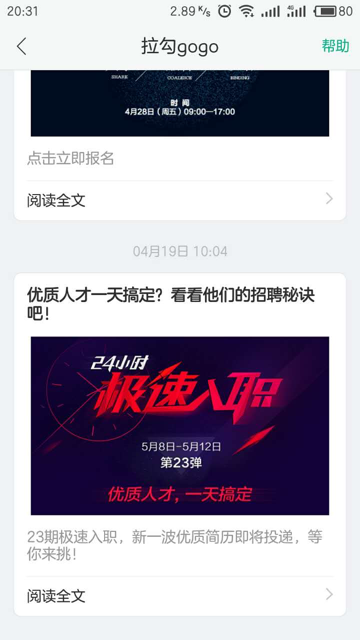 20:31
2.89 K/s
4G
80
拉勾gogo
帮助
SHARE
COALESCE
RINGING
时 间
4月28日（周五）09:00—17:00
点击立即报名
阅读全文
04月19日 10:04
优质人才一天搞定？看看他们的招聘秘诀
吧！
24小时
极速入职
5月8日-5月12日
第23弹
优质人才，一天搞定
23期极速入职，新一波优质简历即将投递，等
你来挑！
阅读全文